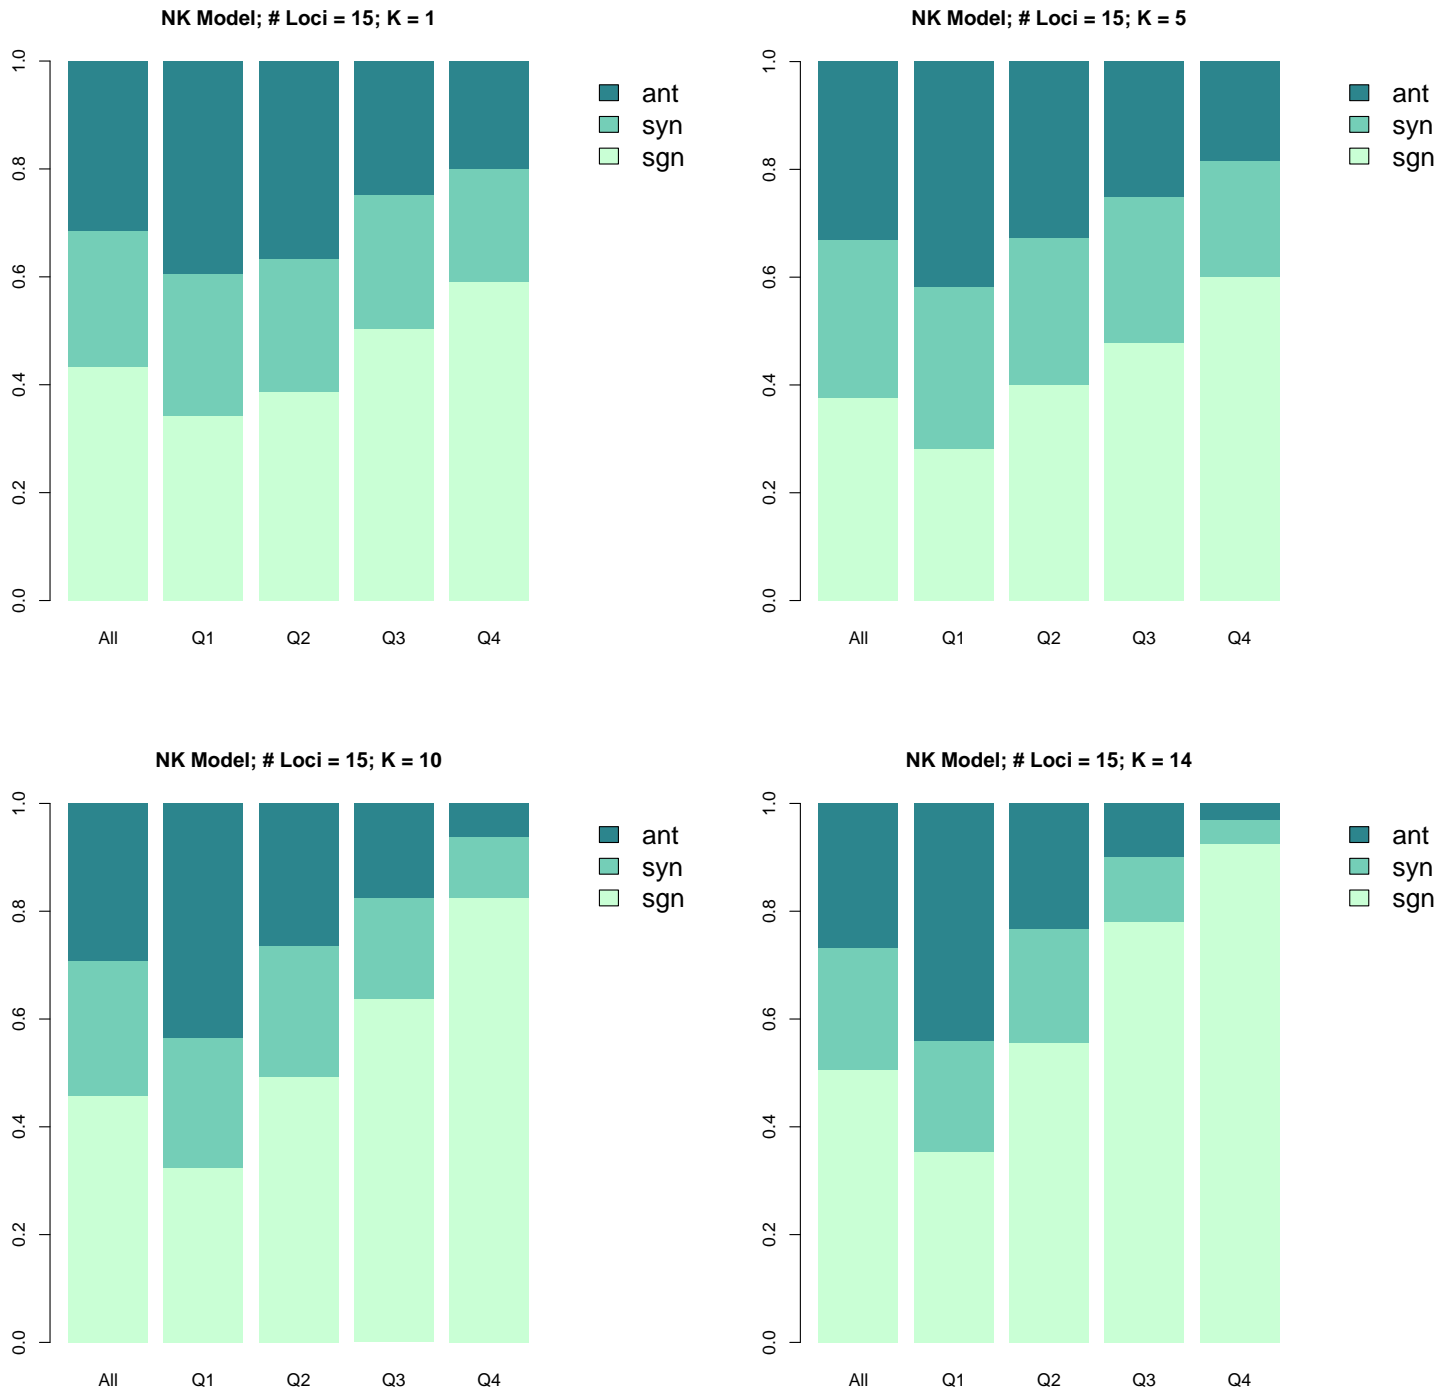 NK Model; # Loci = 15; K = 1
1.0
0.8
0.6
0.4
0.2
0.0
All Q1 Q2 Q3 Q4
ant
syn
sgn
NK Model; # Loci = 15; K = 5
1.0
0.8
0.6
0.4
0.2
0.0
All Q1 Q2 Q3 Q4
ant
syn
sgn
NK Model; # Loci = 15; K = 10
1.0
0.8
0.6
0.4
0.2
0.0
All Q1 Q2 Q3 Q4
ant
syn
sgn
NK Model; # Loci = 15; K = 14
1.0
0.8
0.6
0.4
0.2
0.0
All Q1 Q2 Q3 Q4
ant
syn
sgn